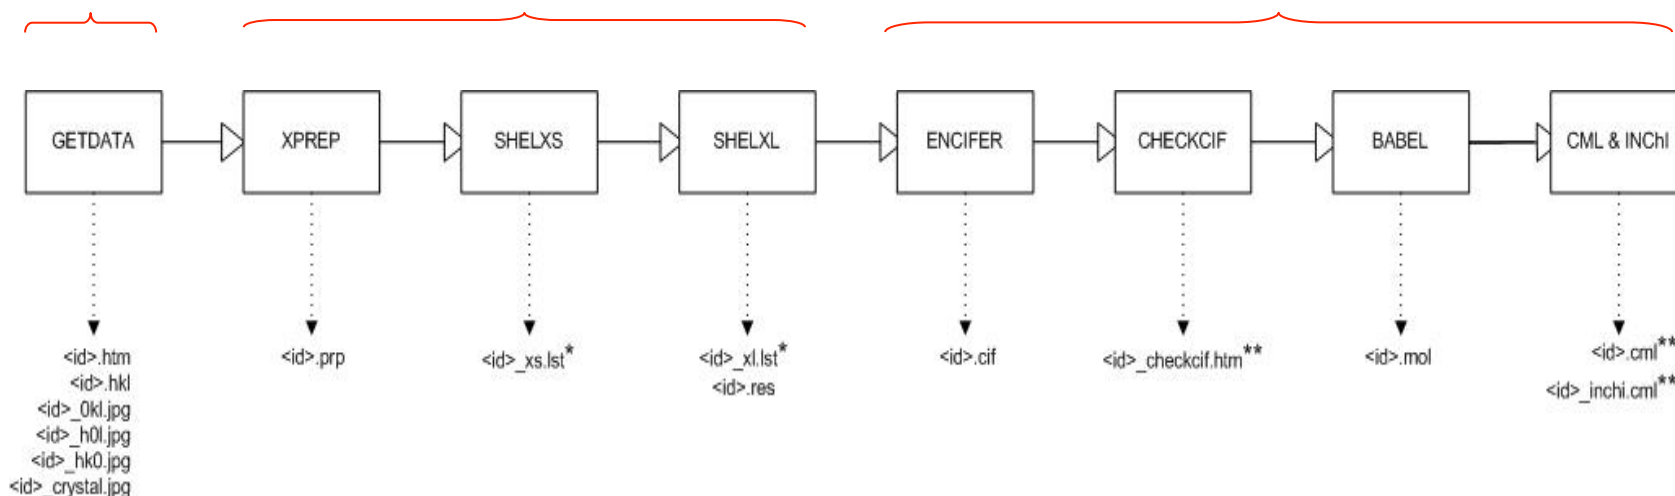 GETDATA
XPREP
SHELXS
SHELXL
ENCIFER
CHECKCIF
BABEL
CML & INChI
<id>.htm
<id>.hkl
<id>_0kl.jpg
<id>_h0l.jpg
<id>_hk0.jpg
<id>_crystal.jpg
<id>.prp
<id>_xs.lst*
<id>_xl.lst*
<id>.res
<id>.cif
<id>_checkcif.htm**
<id>.mol
<id>.cml**
<id>_inchi.cml**